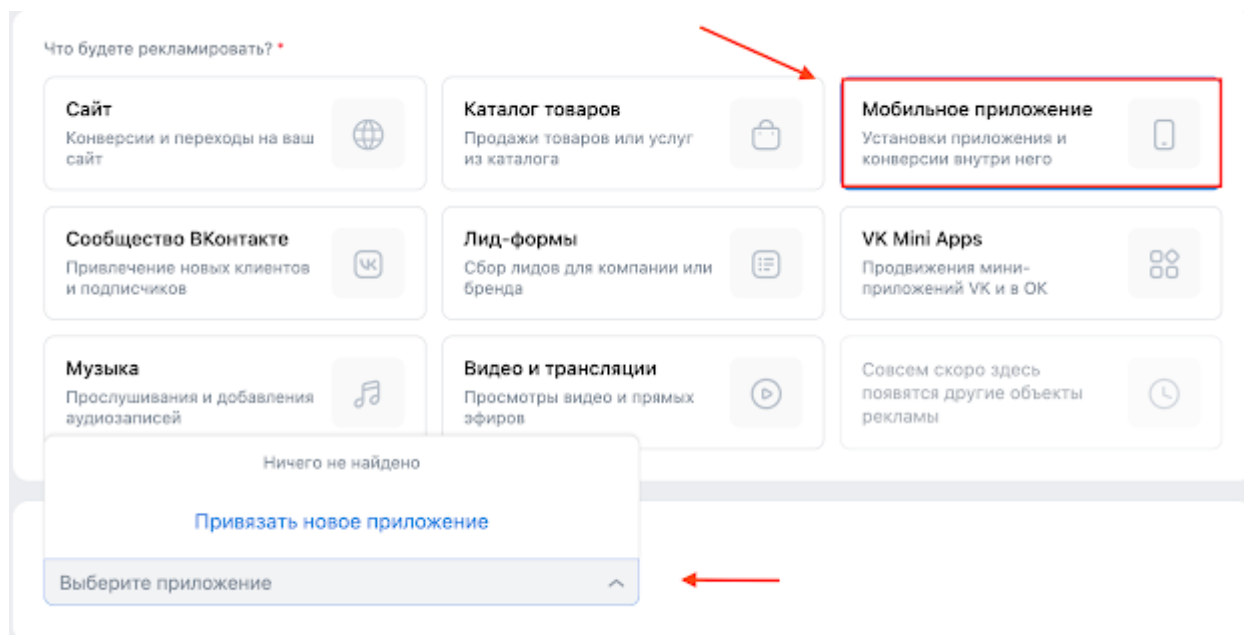 Что будете рекламировать? *
Сайт
Конверсии и переходы на ваш
сайт
Каталог товаров
Продажи товаров или услуг
из каталога
Мобильное приложение
Установки приложения и
конверсии внутри него
Сообщество ВКонтакте
Привлечение новых клиентов
и подписчиков
Лид-формы
Сбор лидов для компании или
бренда
VK Mini Apps
Продвижения мини-
приложений VK и в ОК
Музыка
Прослушивания и добавления
аудиозаписей
Видео и трансляции
Просмотры видео и прямых
эфиров
Совсем скоро здесь
появятся другие объекты
рекламы
Ничего не найдено
Привязать новое приложение
Выберите приложение